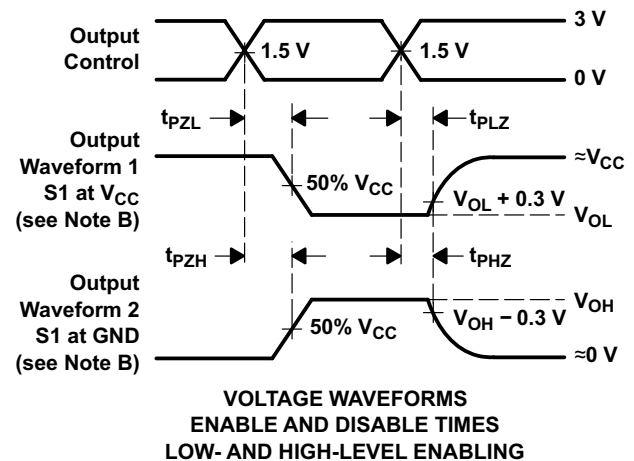 Output
Control
1.5 V
1.5 V
3 V
0 V
tPZL
tPLZ
Output
Waveform 1
S1 at VCC
(see Note B)
50% VCC
VOL + 0.3 V
≈VCC
VOL
tPZH
tPHZ
Output
Waveform 2
S1 at GND
(see Note B)
50% VCC
VOH − 0.3 V
VOH
≈0 V
VOLTAGE WAVEFORMS
ENABLE AND DISABLE TIMES
LOW- AND HIGH-LEVEL ENABLING